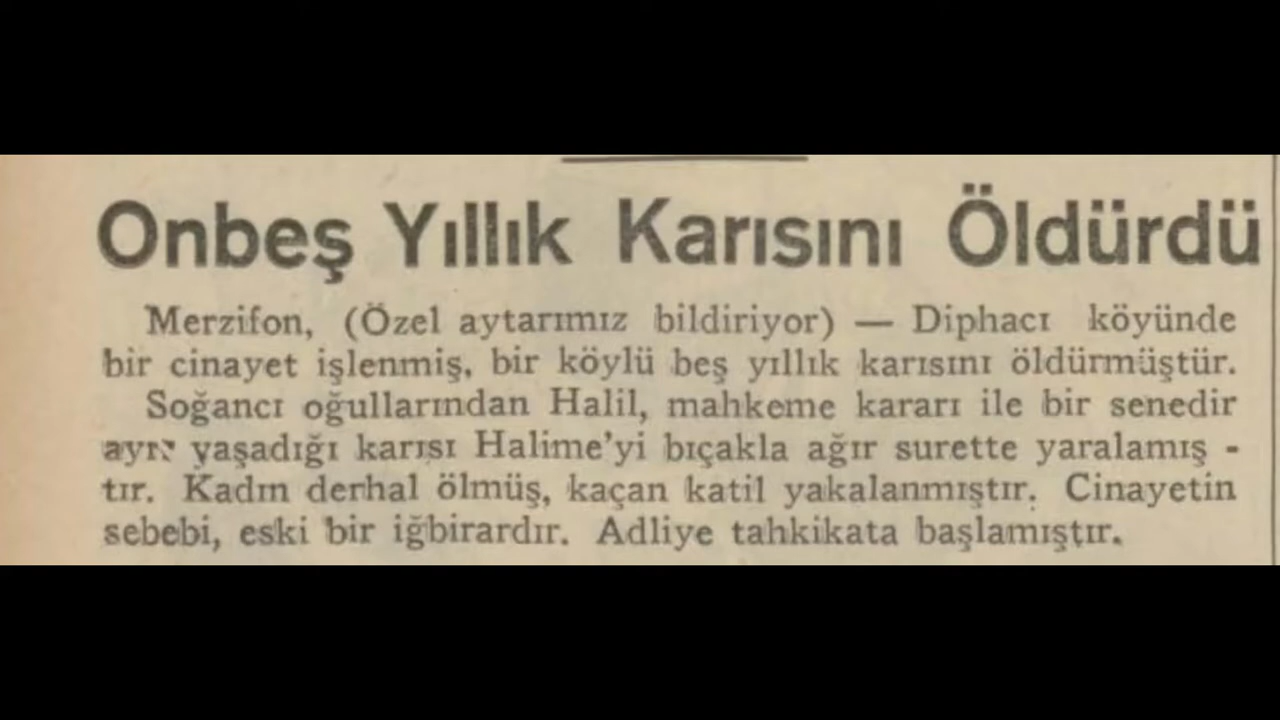 Onbeş Yıllık Karısını Öldürdü
Merzifon, (Özel aytarımız bildiriyor) — Diphacı köyünde
bir cinayet işlenmiş, bir köylü beş yıllık karısını öldürmüştür.
Soğancı oğullarından Halil, mahkeme kararı ile bir senedir
ayrı yaşadığı karısı Halime'yi bıçakla ağır surette yaralamış -
tır. Kadın derhal ölmüş, kaçan katil yakalanmıştır. Cinayetin
sebebi, eski bir iğbirardır. Adliye tahkikata başlamıştır.